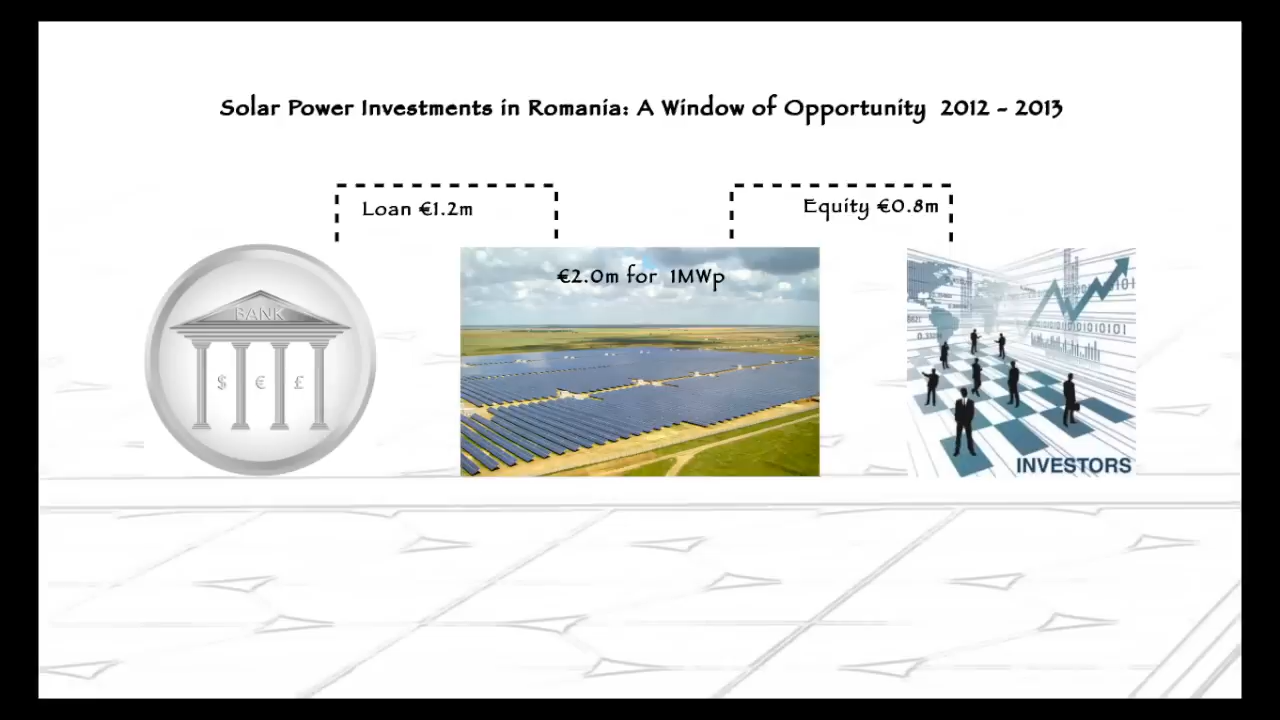 Solar Power Investments in Romania: A Window of Opportunity 2012 - 2013
Loan €1.2m
Equity €0.8m
€2.0m for 1MWp
BANK
$ € £
INVESTORS